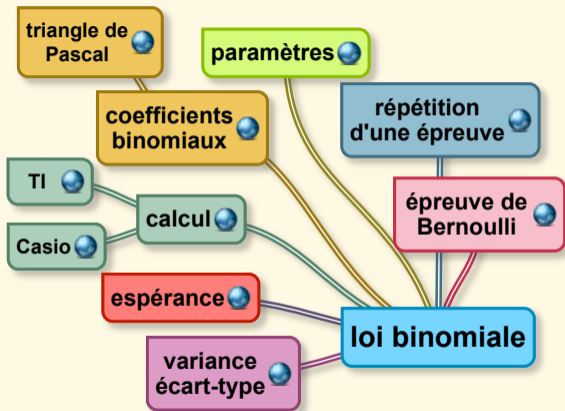 triangle de
Pascal
paramètres
coefficients
binomiaux
répétition
d'une épreuve
TI
calcul
épreuve de
Bernoulli
Casio
espérance
loi binomiale
variance
écart-type